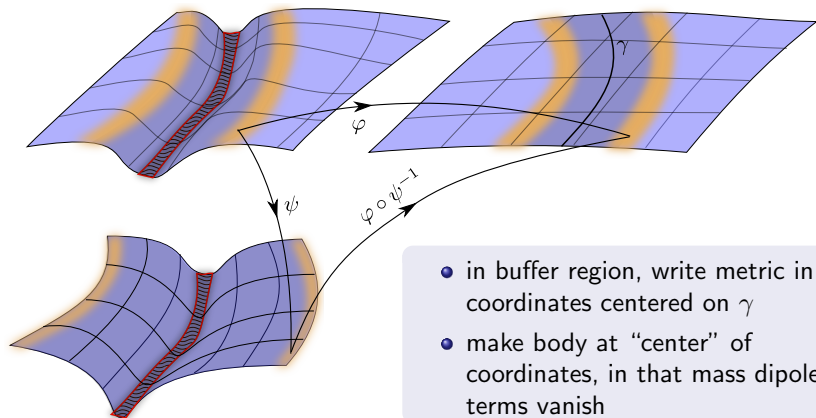 γ
φ
ψ
φ ∘ ψ⁻¹
in buffer region, write metric in
coordinates centered on γ
make body at “center” of
coordinates, in that mass dipole
terms vanish